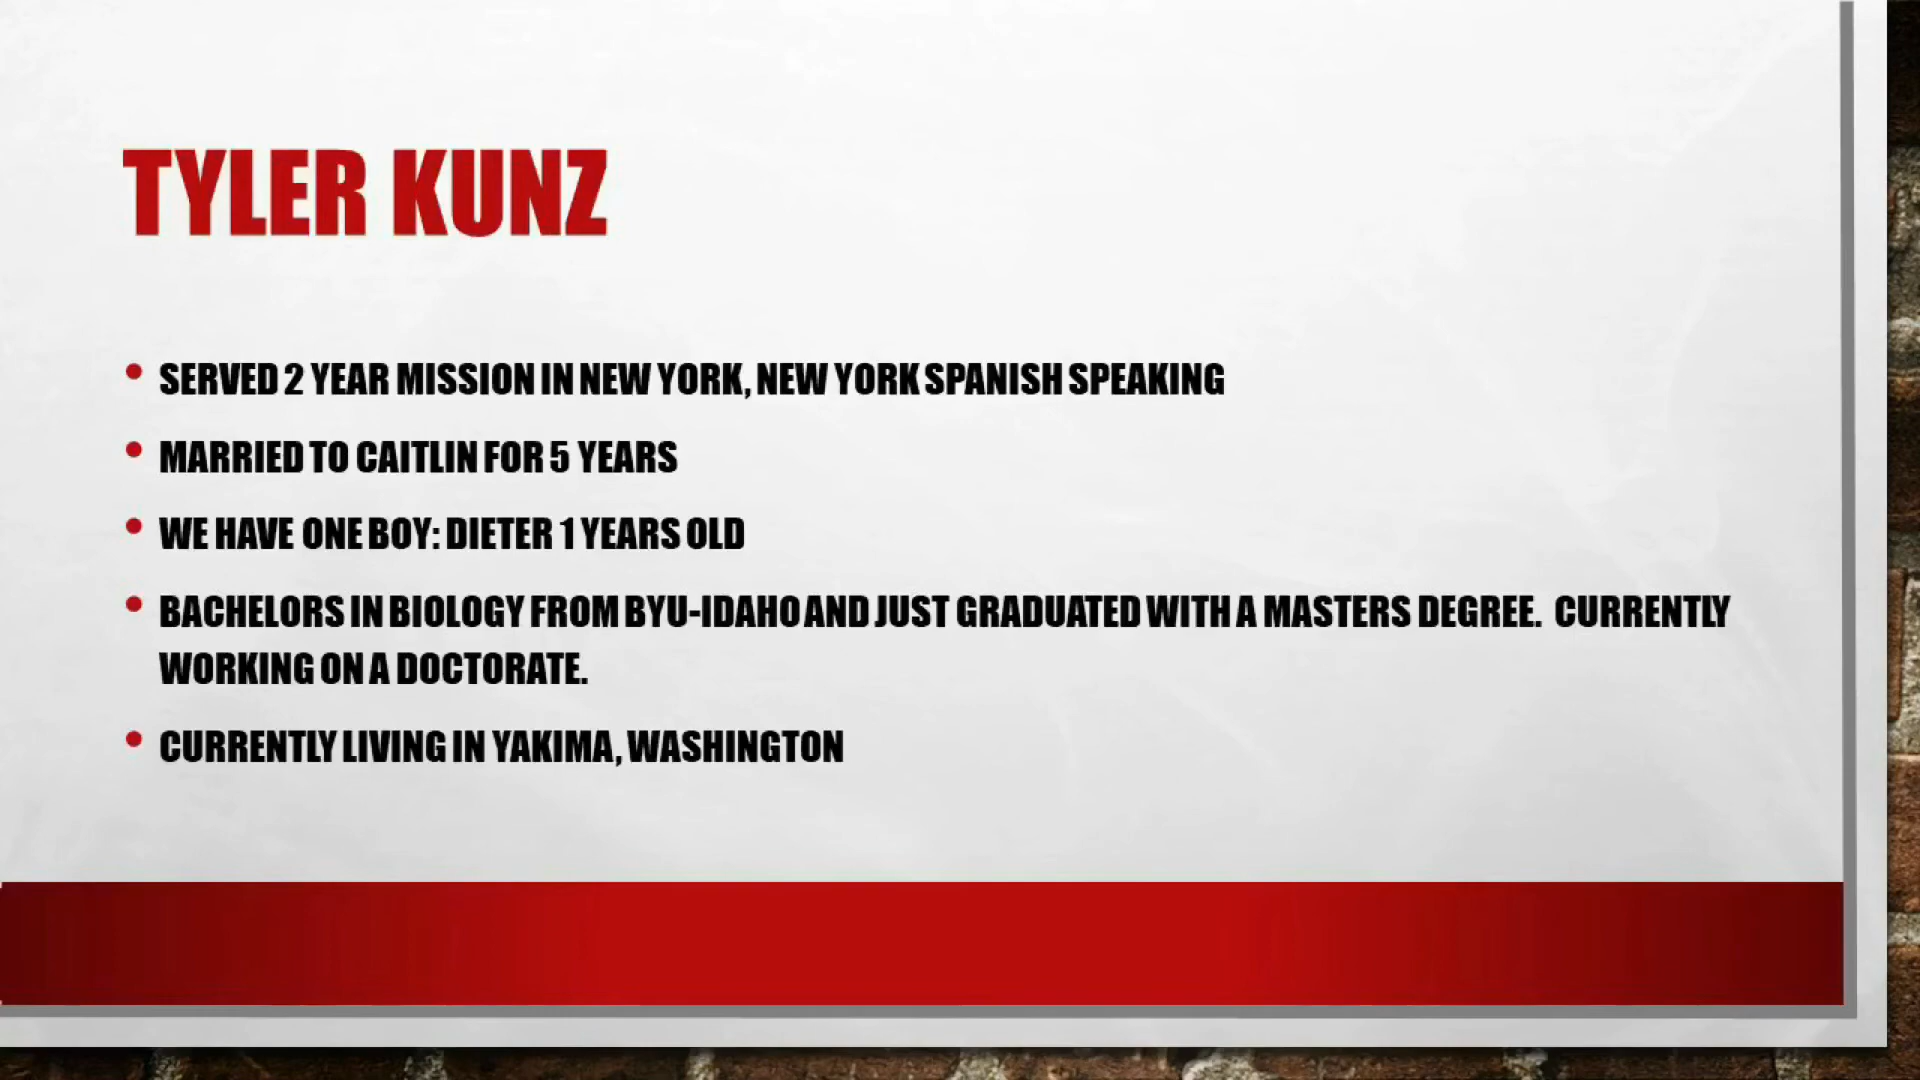 TYLER KUNZ
• SERVED 2 YEAR MISSION IN NEW YORK, NEW YORK SPANISH SPEAKING
• MARRIED TO CAITLIN FOR 5 YEARS
• WE HAVE ONE BOY: DIETER 1 YEARS OLD
• BACHELORS IN BIOLOGY FROM BYU-IDAHO AND JUST GRADUATED WITH A MASTERS DEGREE. CURRENTLY
WORKING ON A DOCTORATE.
• CURRENTLY LIVING IN YAKIMA, WASHINGTON